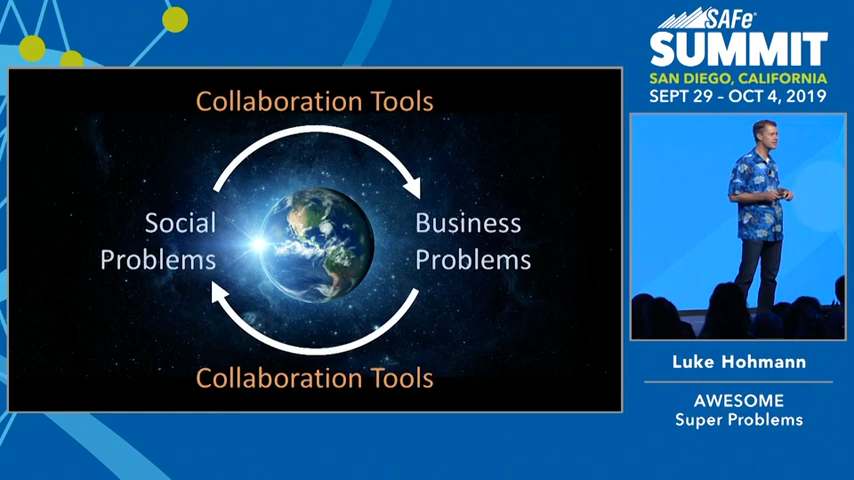 Collaboration Tools
Social
Problems
Business
Problems
Collaboration Tools
SAFe®
SUMMIT
SAN DIEGO, CALIFORNIA
SEPT 29 – OCT 4, 2019
Luke Hohmann
AWESOME
Super Problems